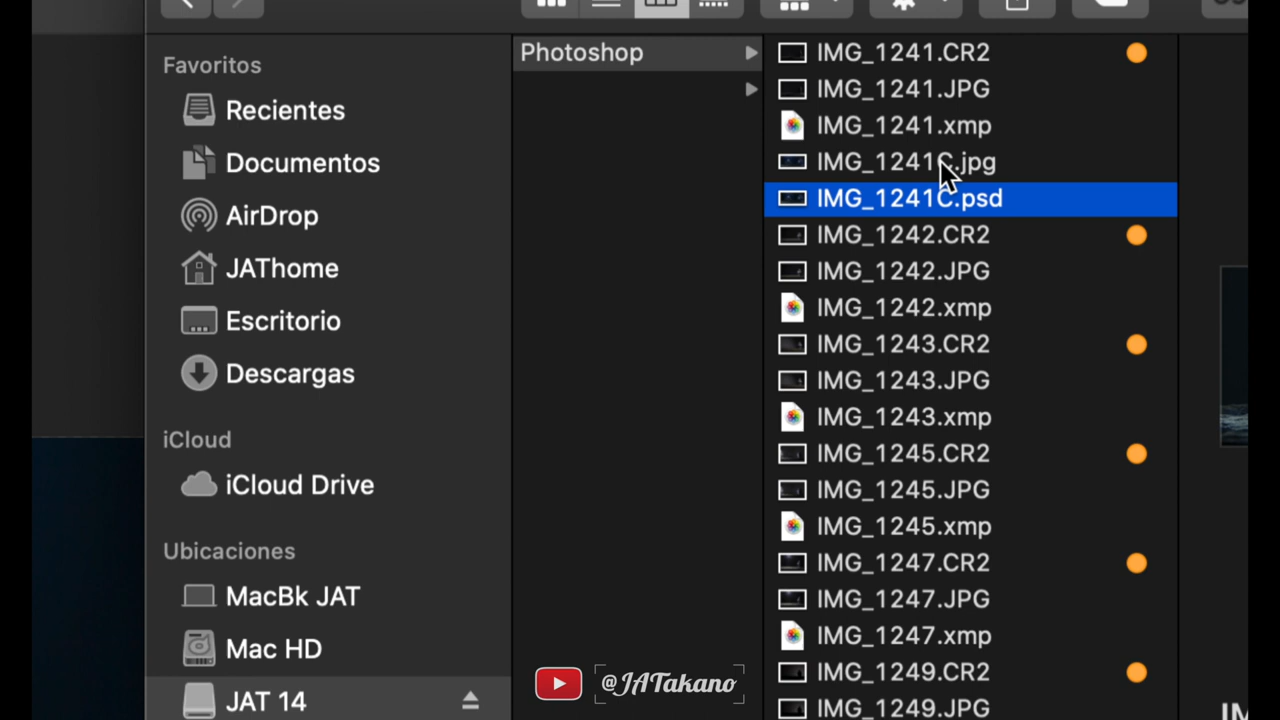 Favoritos
Recientes
Documentos
AirDrop
JAThome
Escritorio
Descargas
iCloud
iCloud Drive
Ubicaciones
MacBk JAT
Mac HD
JAT 14
Photoshop
IMG_1241.CR2
IMG_1241.JPG
IMG_1241.xmp
IMG_1241C.jpg
IMG_1241C.psd
IMG_1242.CR2
IMG_1242.JPG
IMG_1242.xmp
IMG_1243.CR2
IMG_1243.JPG
IMG_1243.xmp
IMG_1245.CR2
IMG_1245.JPG
IMG_1245.xmp
IMG_1247.CR2
IMG_1247.JPG
IMG_1247.xmp
IMG_1249.CR2
IMG_1249.JPG
@JATakano